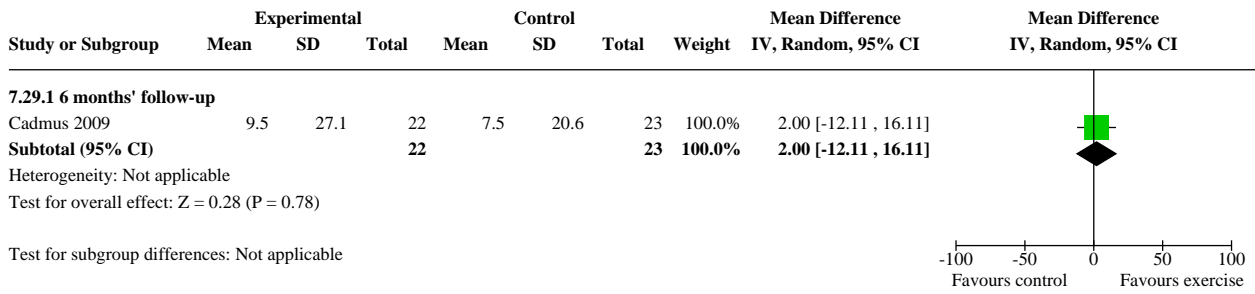 Experimental Control Mean Difference Mean Difference
Study or Subgroup Mean SD Total Mean SD Total Weight IV, Random, 95% CI IV, Random, 95% CI
7.29.1 6 months' follow-up
Cadmus 2009 9.5 27.1 22 7.5 20.6 23 100.0% 2.00 [-12.11 , 16.11]
Subtotal (95% CI) 22 23 100.0% 2.00 [-12.11 , 16.11]
Heterogeneity: Not applicable
Test for overall effect: Z = 0.28 (P = 0.78)
Test for subgroup differences: Not applicable
-100 -50 0 50 100
Favours control Favours exercise